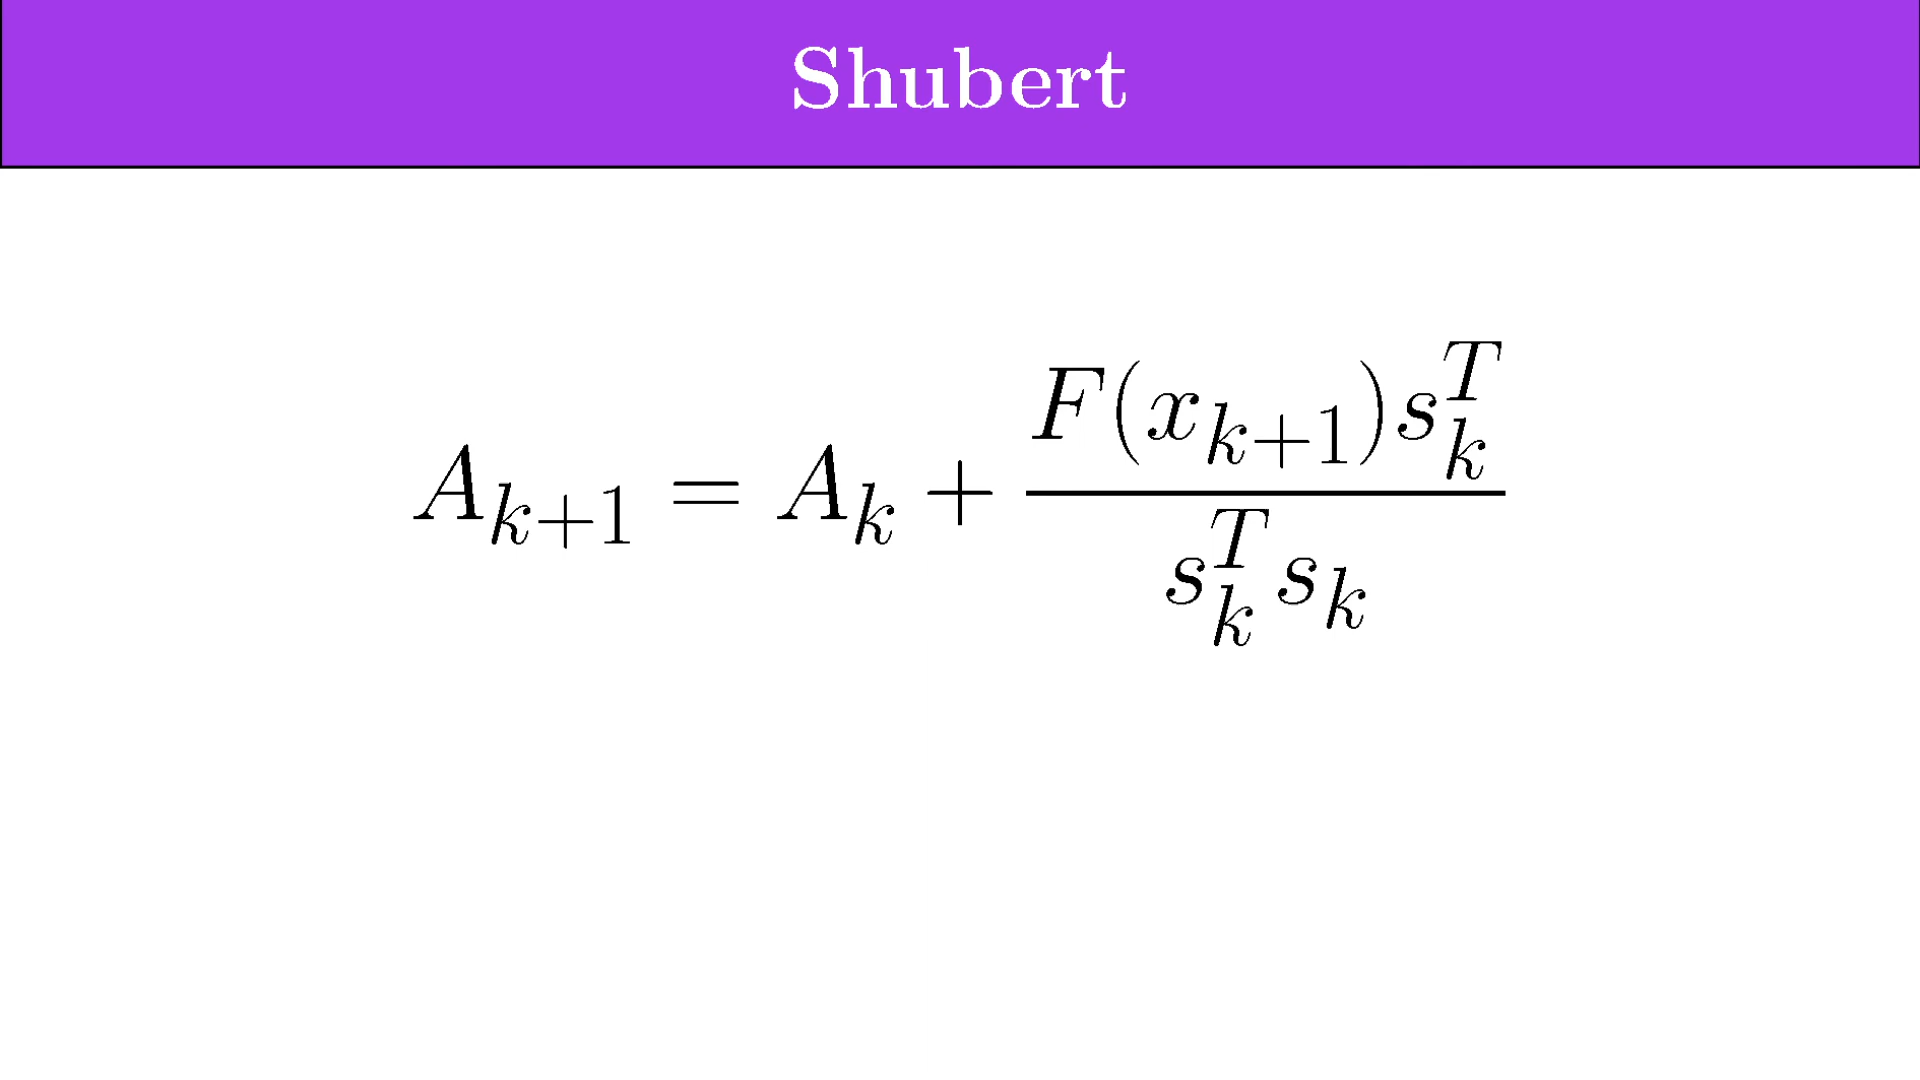 Shubert
A_{k+1} = A_k + \frac{F(x_{k+1})s_k^T}{s_k^T s_k}